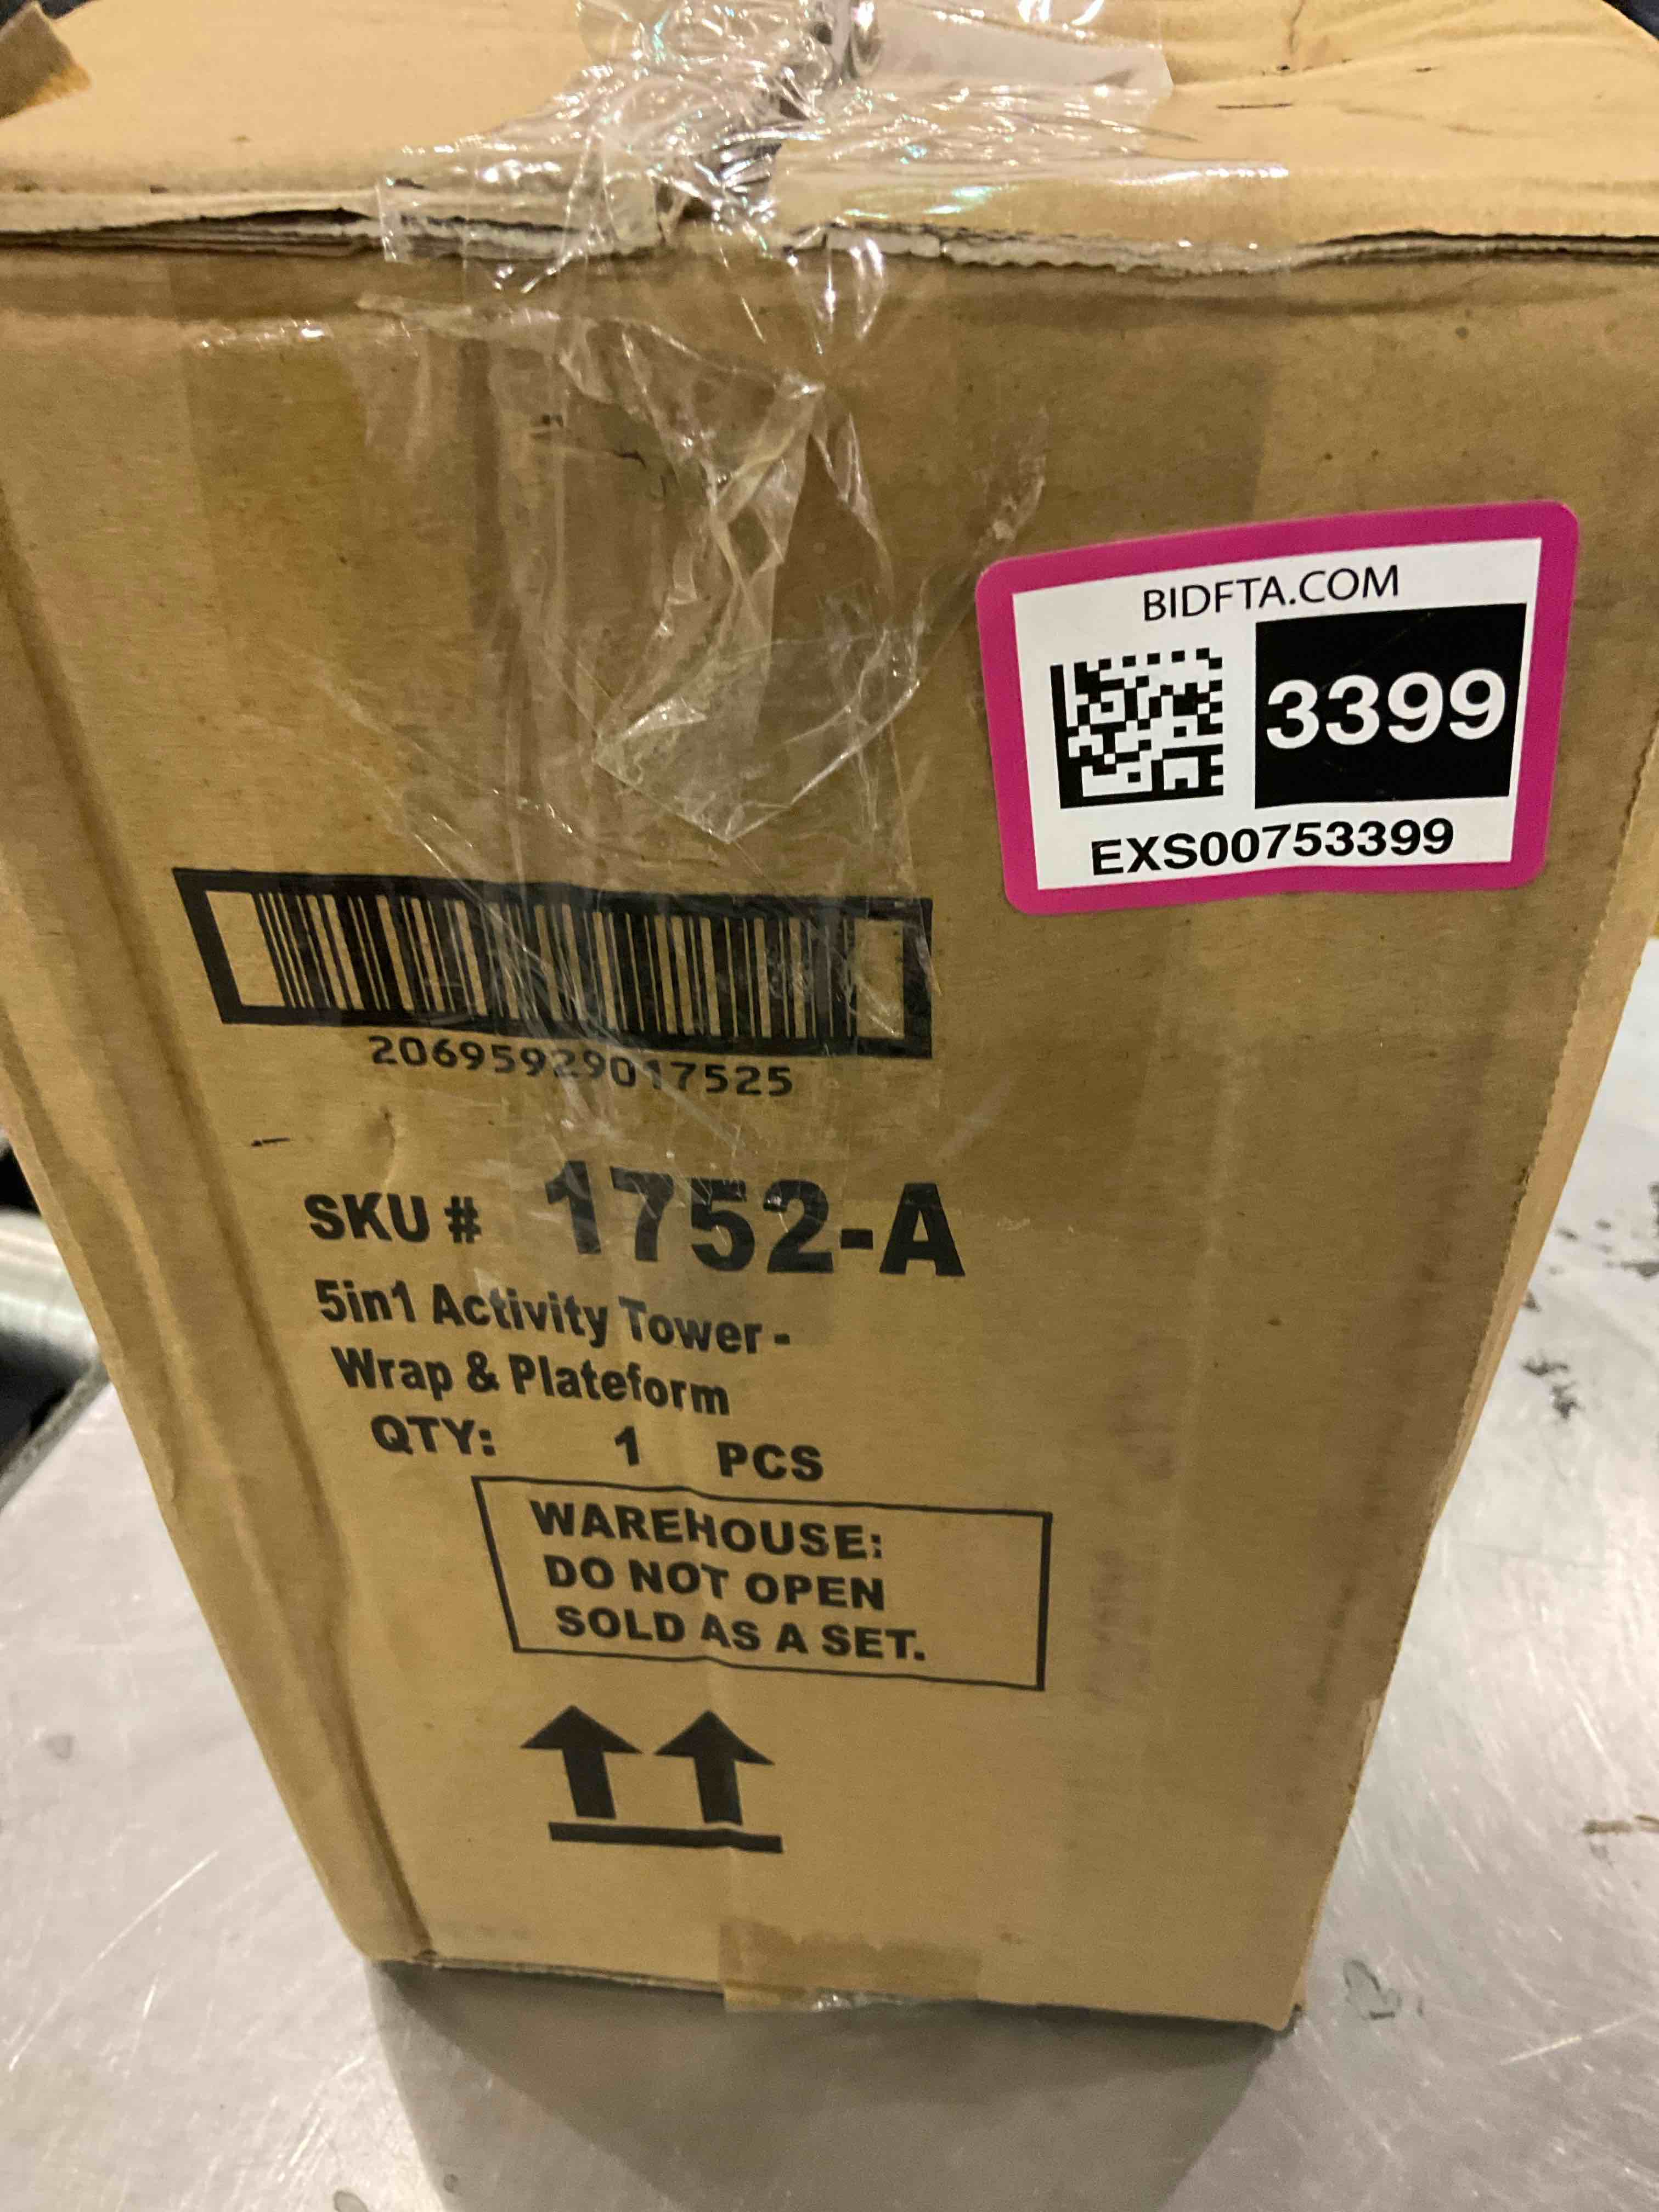 BIDFTA.COM
3399
EXS00753399
20695929017525
SKU # 1752-A
5in1 Activity Tower -
Wrap & Plateform
QTY: 1 PCS
WAREHOUSE:
DO NOT OPEN
SOLD AS A SET.